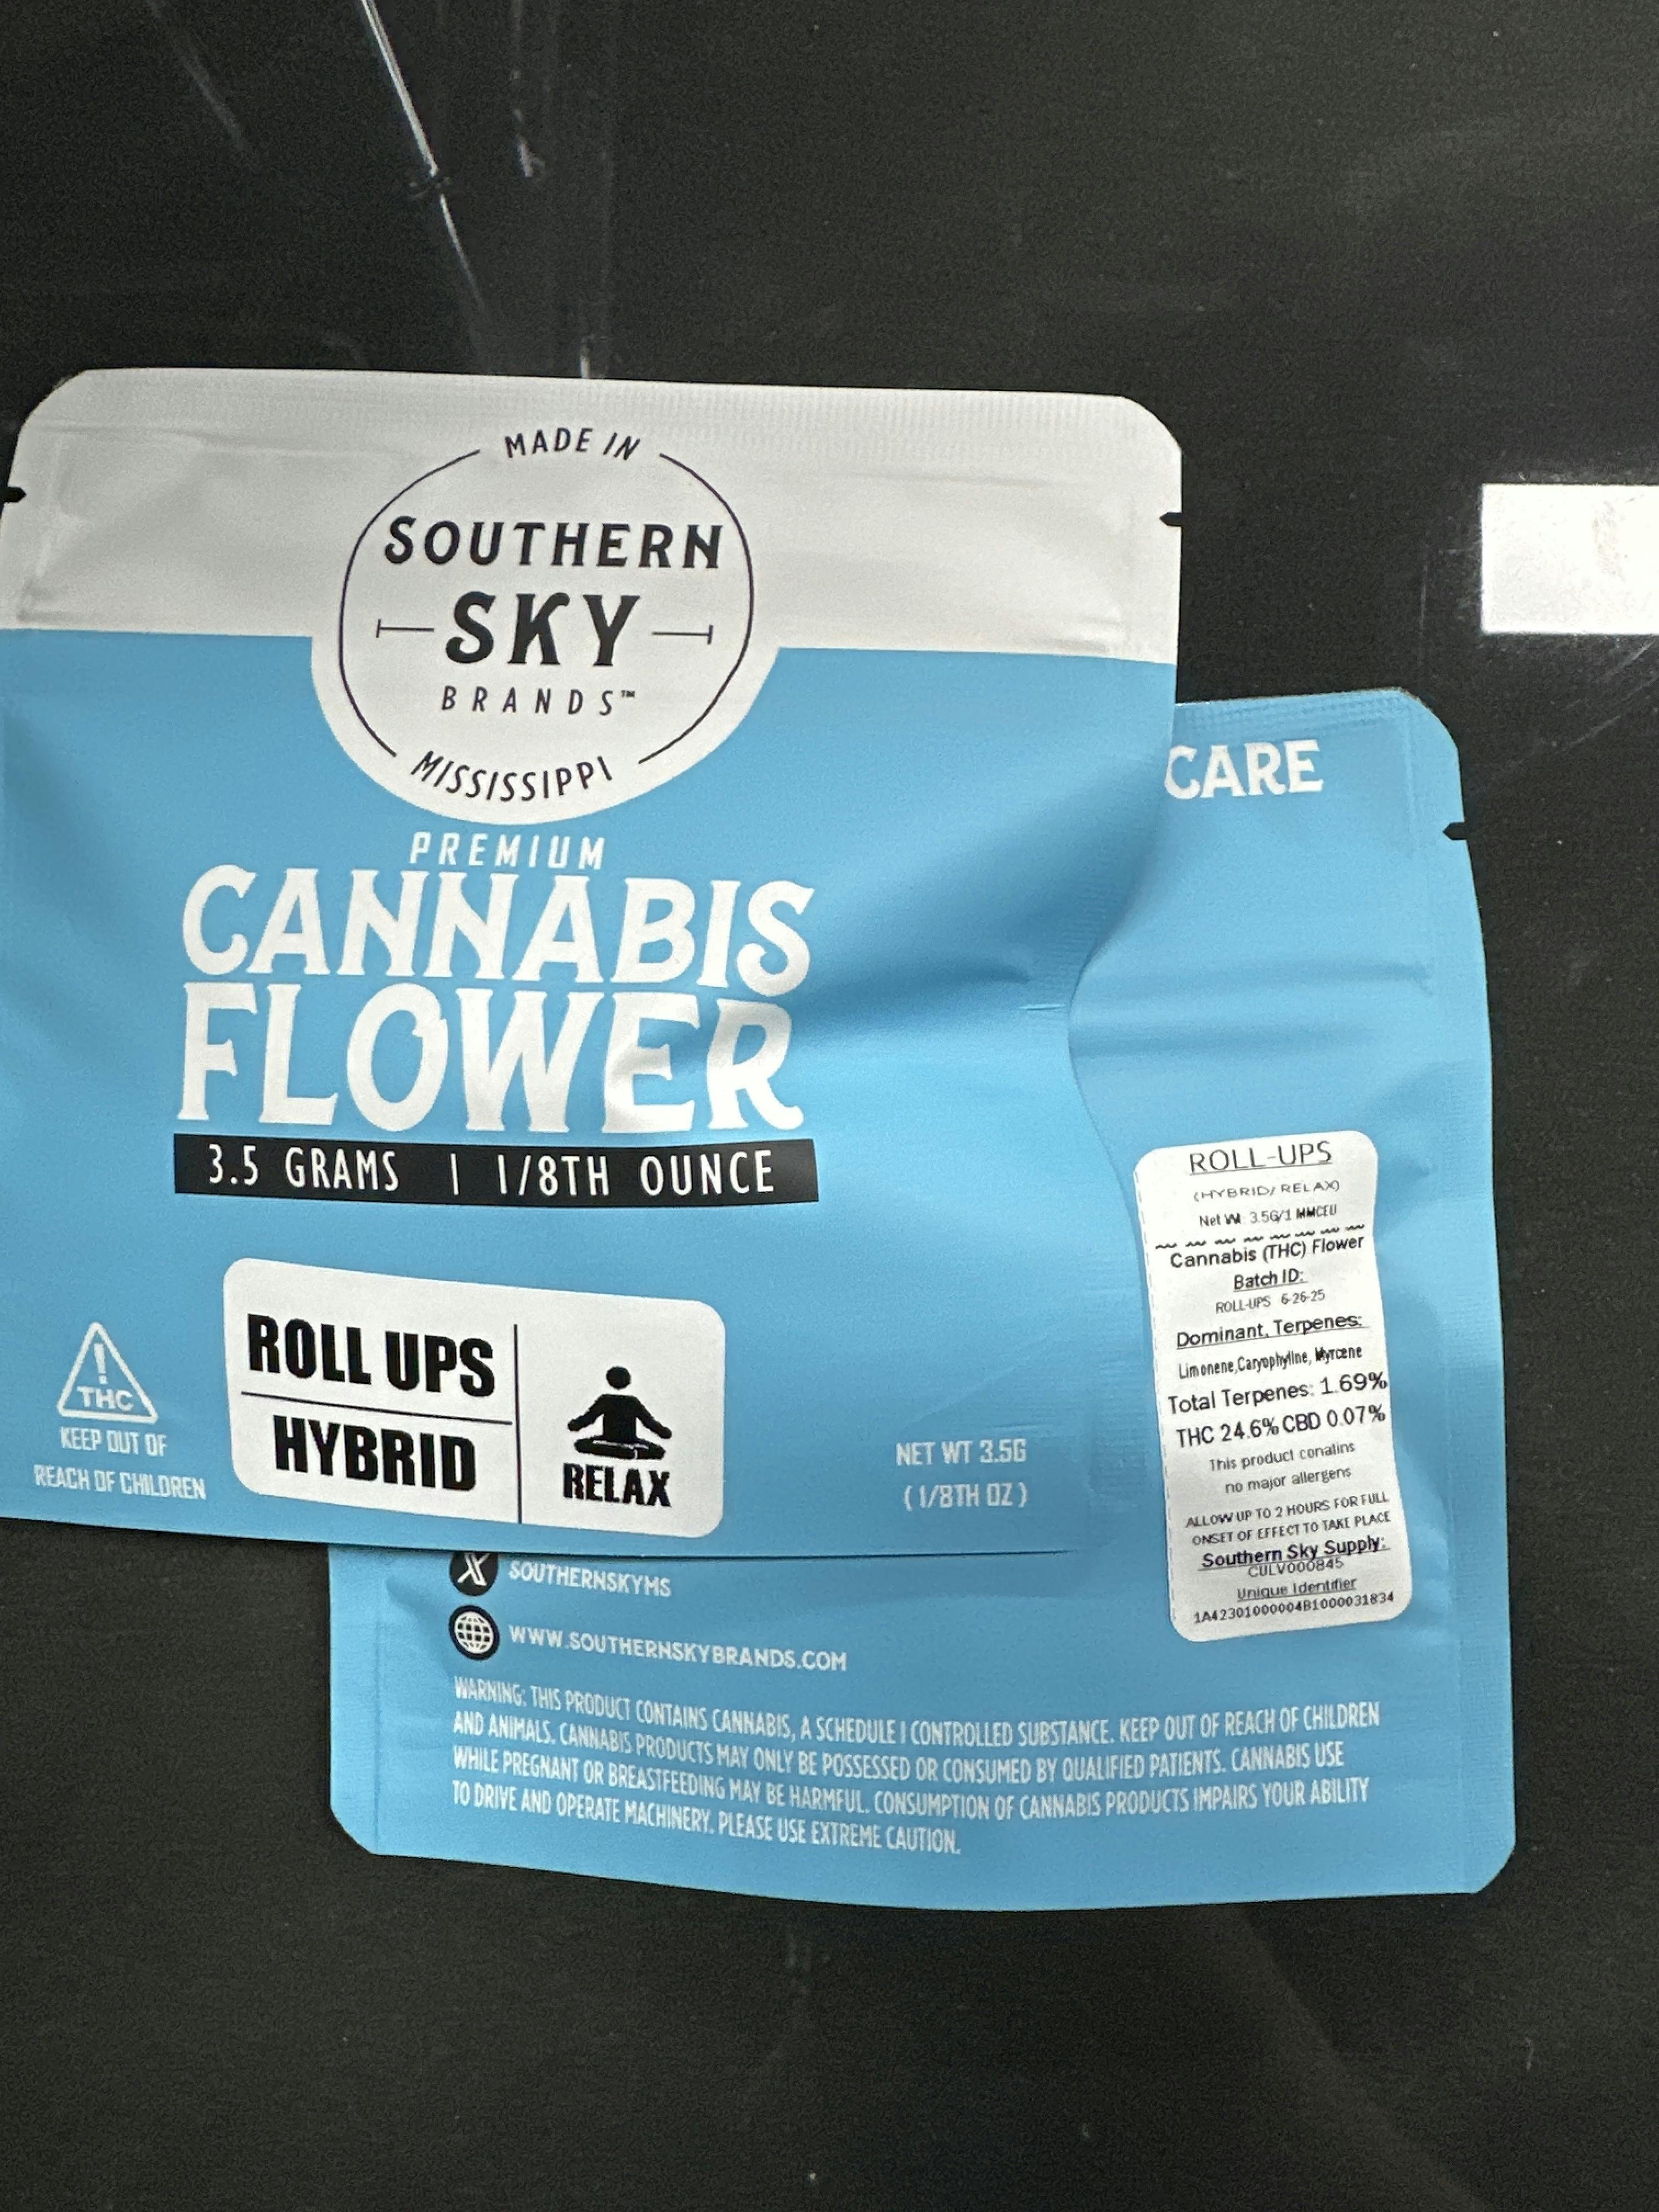 MADE IN
SOUTHERN
SKY
BRANDS™
MISSISSIPPI
PREMIUM
CANNABIS
FLOWER
3.5 GRAMS | 1/8TH OUNCE
ROLL UPS
HYBRID
RELAX
!
THC
KEEP OUT OF
REACH OF CHILDREN
NET WT 3.5G
(1/8TH OZ)
CARE
ROLL-UPS
(HYBRID/ RELAX)
Net Wt: 3.5G/1 MMCEU
Cannabis (THC) Flower
Batch ID:
ROLL-UPS 6-26-25
Dominant, Terpenes:
Limonene,Caryophylline, Myrcene
Total Terpenes: 1.69%
THC 24.6% CBD 0.07%
This product conatins
no major allergens
ALLOW UP TO 2 HOURS FOR FULL
ONSET OF EFFECT TO TAKE PLACE
Southern Sky Supply:
CULV000845
Unique Identifier
1A42301000004B1000031834
X SOUTHERNSKYMS
WWW.SOUTHERNSKYBRANDS.COM
WARNING: THIS PRODUCT CONTAINS CANNABIS, A SCHEDULE I CONTROLLED SUBSTANCE. KEEP OUT OF REACH OF CHILDREN
AND ANIMALS. CANNABIS PRODUCTS MAY ONLY BE POSSESSED OR CONSUMED BY QUALIFIED PATIENTS. CANNABIS USE
WHILE PREGNANT OR BREASTFEEDING MAY BE HARMFUL. CONSUMPTION OF CANNABIS PRODUCTS IMPAIRS YOUR ABILITY
TO DRIVE AND OPERATE MACHINERY. PLEASE USE EXTREME CAUTION.